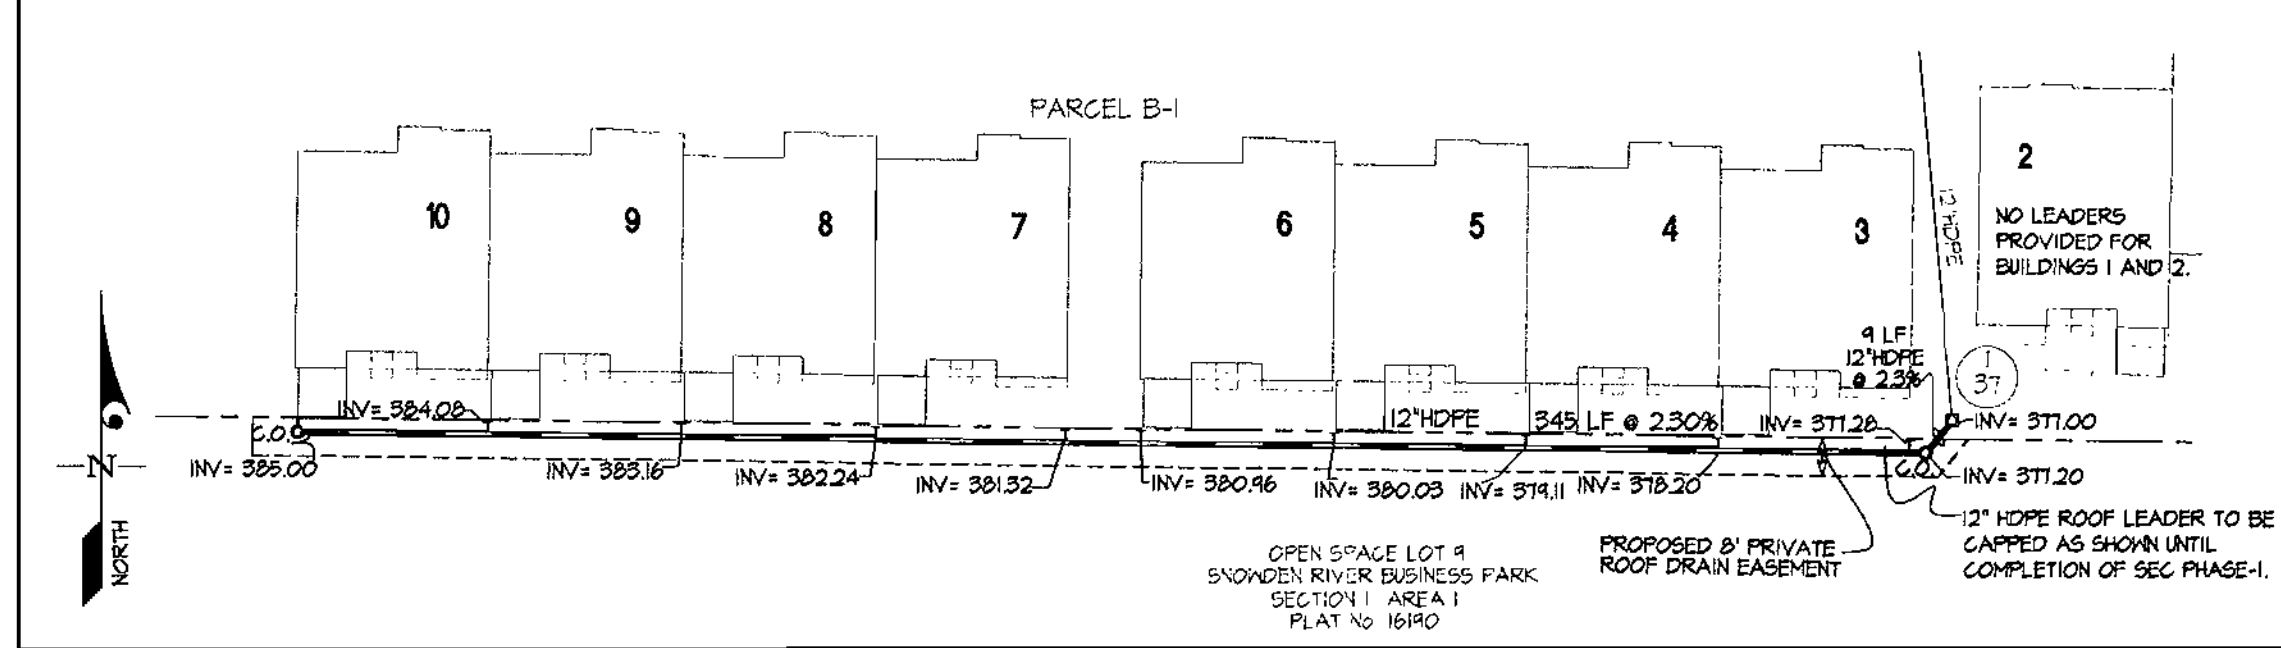 PARCEL B-1
10
9
8
7
6
5
4
3
2
12"HDPE
NO LEADERS
PROVIDED FOR
BUILDINGS 1 AND 2.
9 LF
12"HDPE
@ 2.3%
1
37
INV= 384.08
12"HDPE 345 LF @ 2.30%
INV= 377.28
INV= 377.00
C.O.
INV= 385.00
INV= 383.16
INV= 382.24
INV= 381.32
INV= 380.96
INV= 380.03
INV= 379.11
INV= 378.20
C.O.
INV= 377.20
N
NORTH
12" HDPE ROOF LEADER TO BE
CAPPED AS SHOWN UNTIL
COMPLETION OF SEC PHASE-1.
PROPOSED 8' PRIVATE
ROOF DRAIN EASEMENT
OPEN SPACE LOT 9
SNOWDEN RIVER BUSINESS PARK
SECTION 1 AREA 1
PLAT No 16190